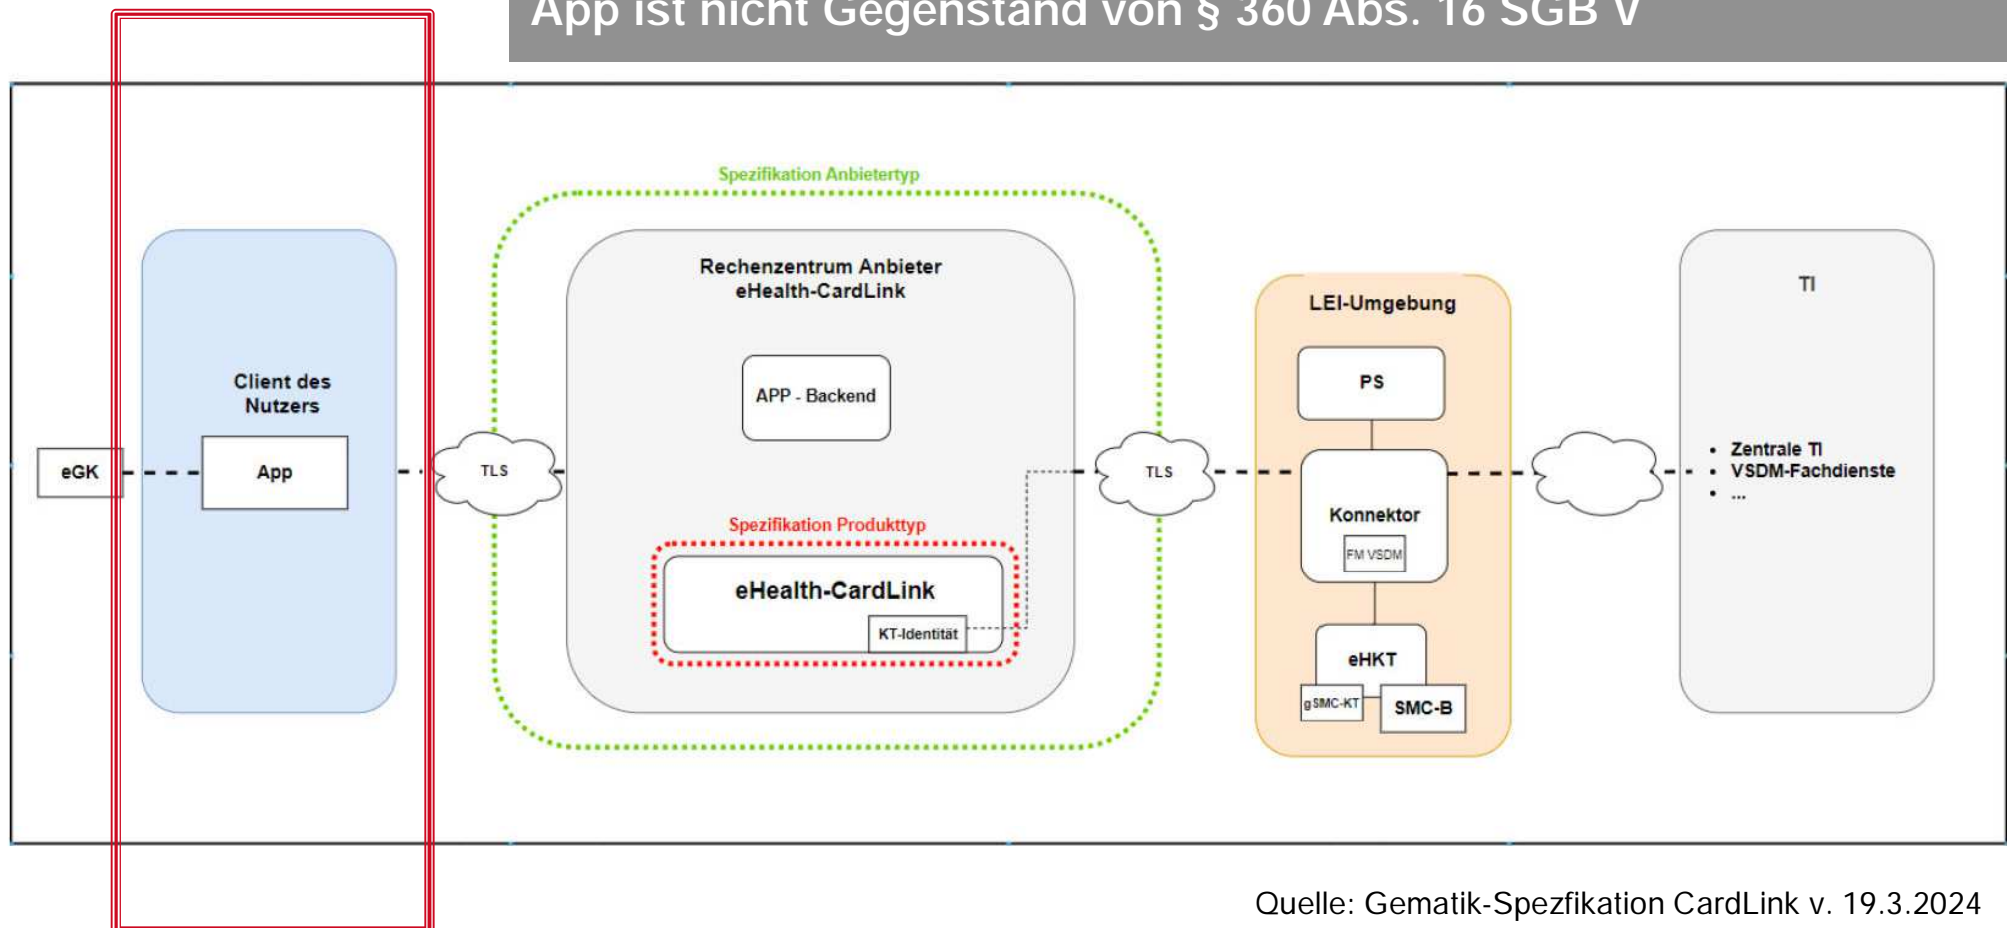 App ist nicht Gegenstand von § 360 Abs. 16 SGB V
Spezifikation Anbietertyp
Rechenzentrum Anbieter
eHealth-CardLink
APP - Backend
Client des
Nutzers
eGK
App
TLS
Spezifikation Produkttyp
eHealth-CardLink
KT-Identität
TLS
LEI-Umgebung
PS
Konnektor
FM VSDM
eHKT
gSMC-KT
SMC-B
TI
• Zentrale TI
• VSDM-Fachdienste
• ...
Quelle: Gematik-Spezfikation CardLink v. 19.3.2024